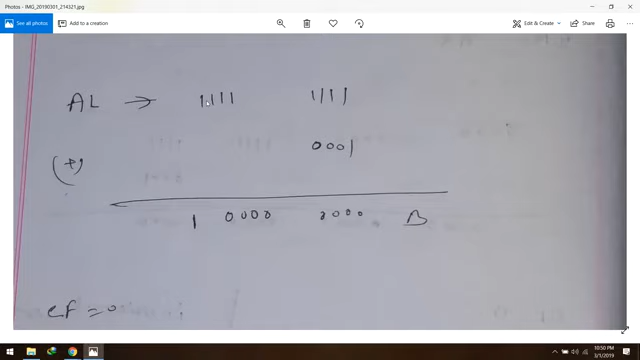 Photos - IMG_20190301_214321.jpg
See all photos
Add to a creation
Edit & Create
Share
AL → 1111 1111
(+) 0001
1 0000 0000 B
CF = 0
10:50 PM
3/1/2019